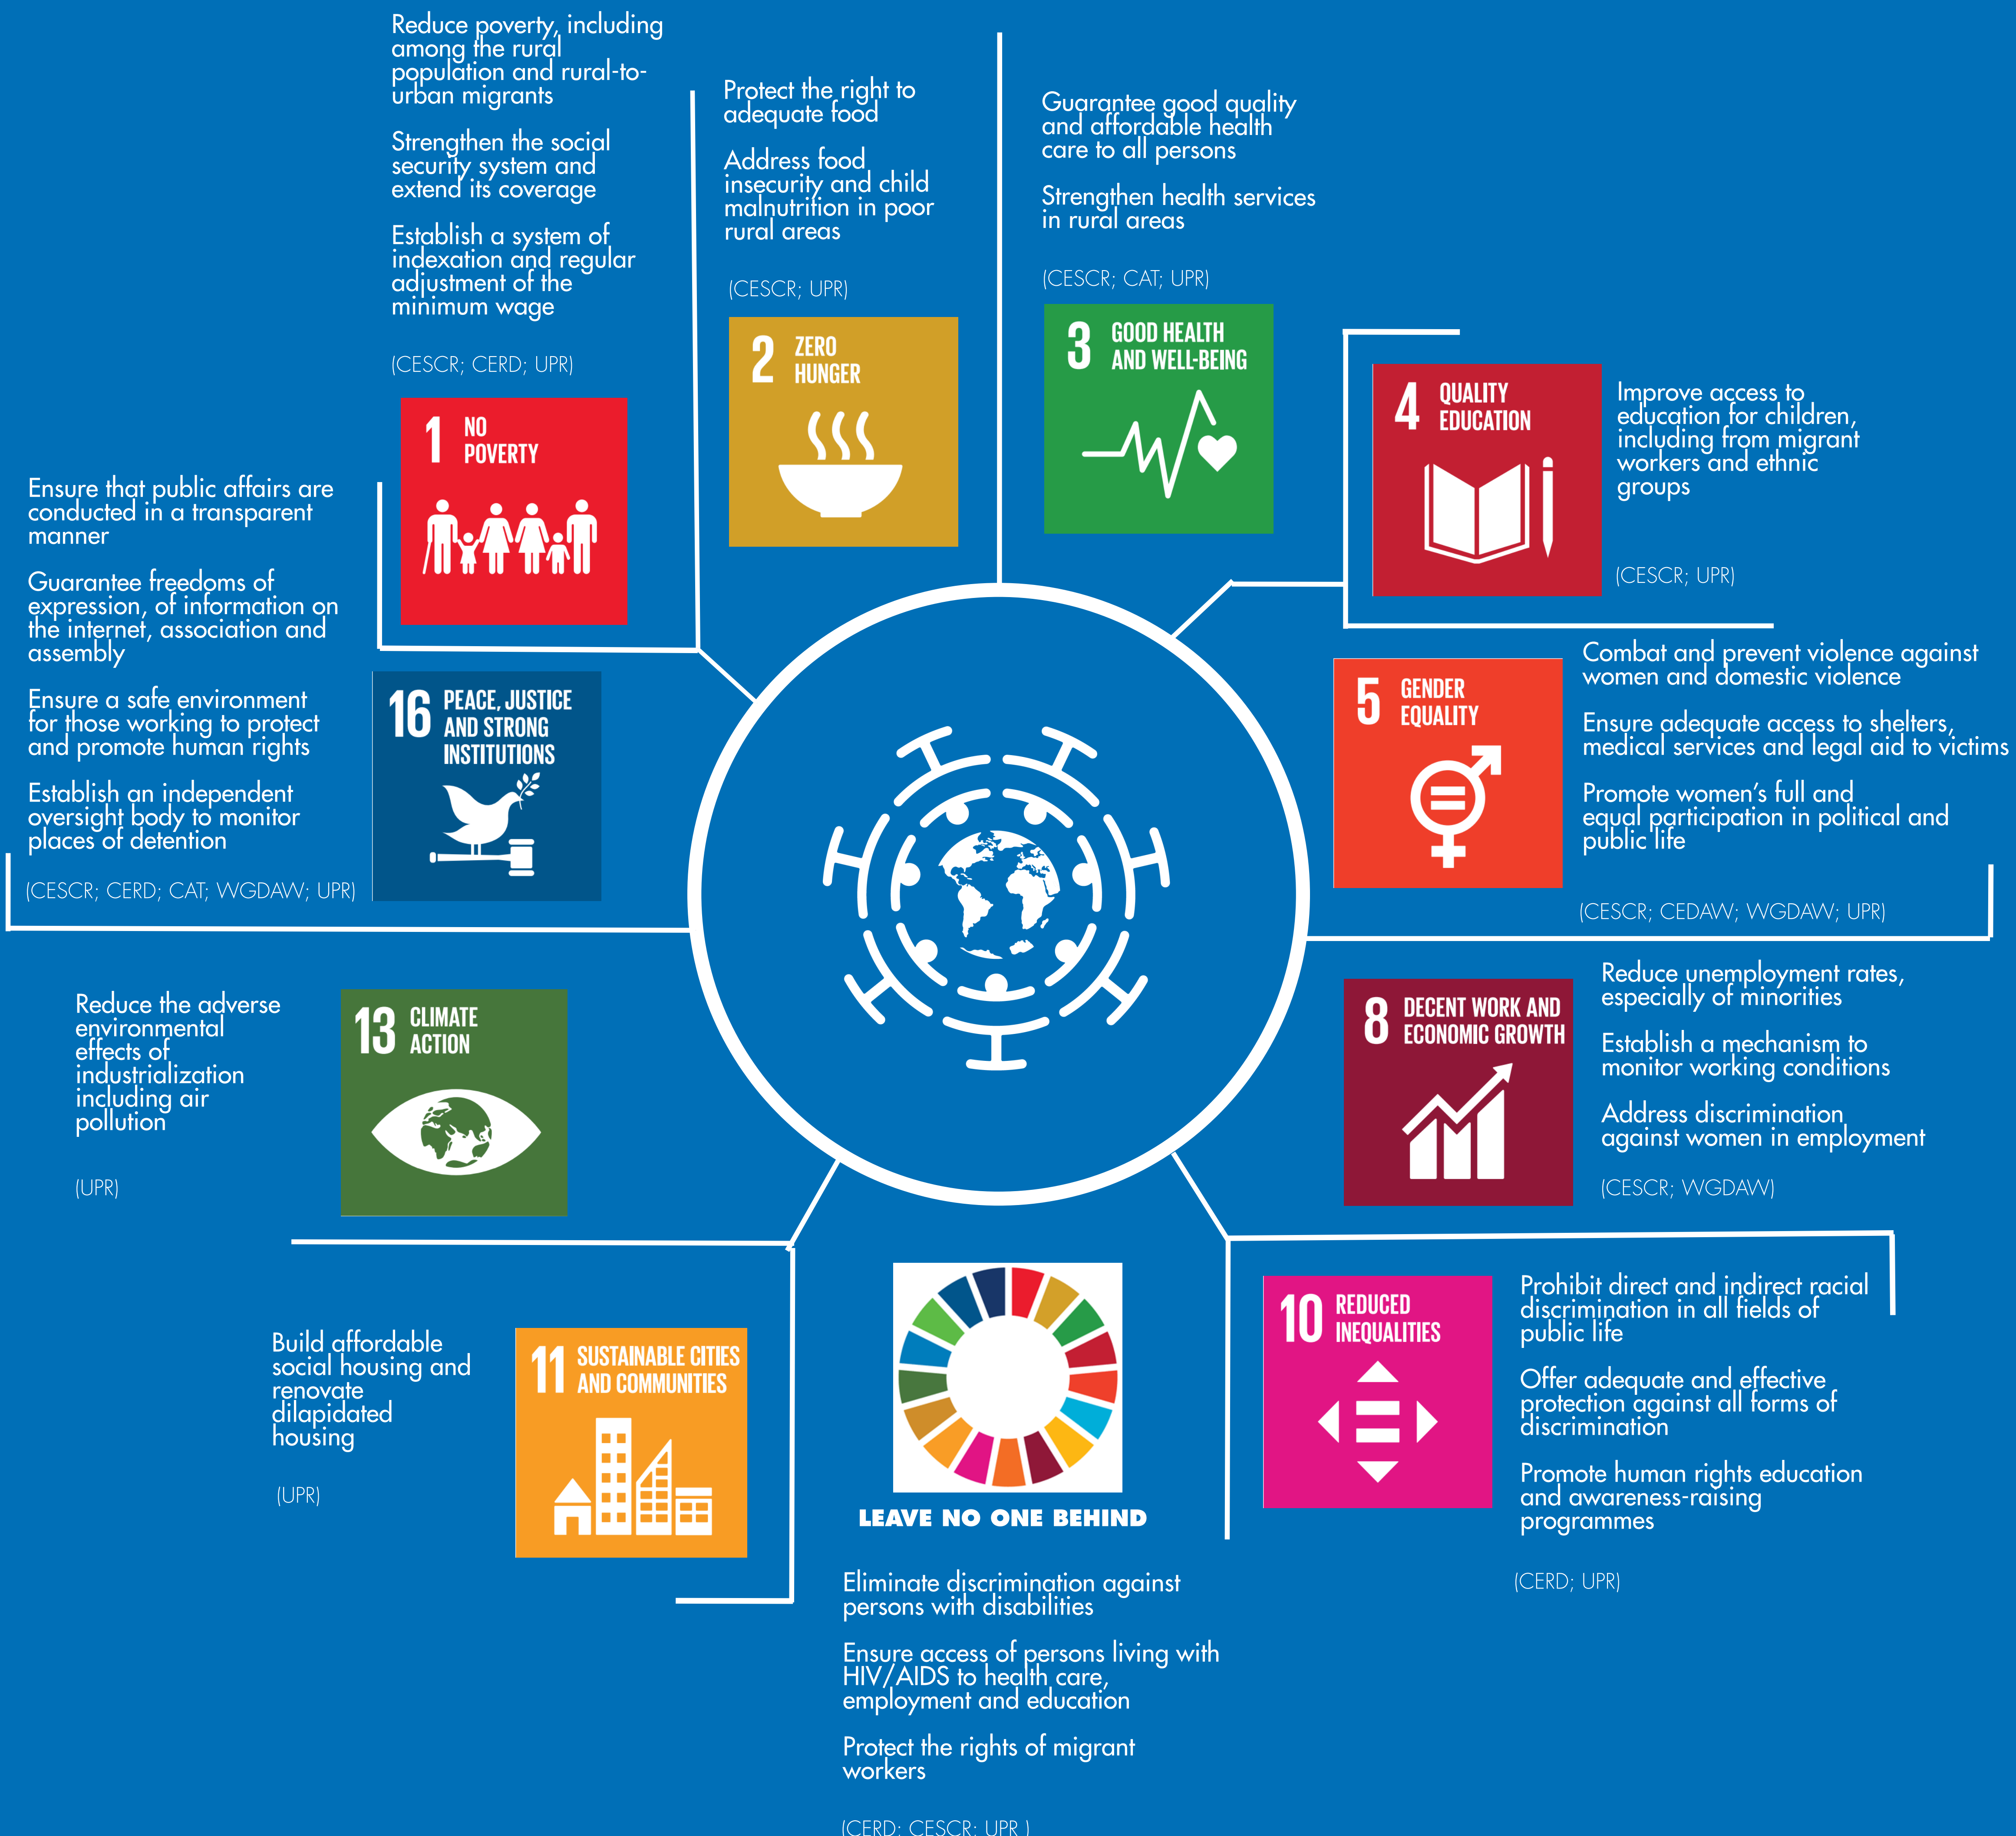 Reduce poverty, including
among the rural
population and rural-to-
urban migrants
Strengthen the social
security system and
extend its coverage
Establish a system of
indexation and regular
adjustment of the
minimum wage
(CESCR; CERD; UPR)
1 NO
POVERTY
Protect the right to
adequate food
Address food
insecurity and child
malnutrition in poor
rural areas
(CESCR; UPR)
2 ZERO
HUNGER
Guarantee good quality
and affordable health
care to all persons
Strengthen health services
in rural areas
(CESCR; CAT; UPR)
3 GOOD HEALTH
AND WELL-BEING
4 QUALITY
EDUCATION
Improve access to
education for children,
including from migrant
workers and ethnic
groups
(CESCR; UPR)
5 GENDER
EQUALITY
Combat and prevent violence against
women and domestic violence
Ensure adequate access to shelters,
medical services and legal aid to victims
Promote women's full and
equal participation in political and
public life
(CESCR; CEDAW; WGDAW; UPR)
8 DECENT WORK AND
ECONOMIC GROWTH
Reduce unemployment rates,
especially of minorities
Establish a mechanism to
monitor working conditions
Address discrimination
against women in employment
(CESCR; WGDAW)
10 REDUCED
INEQUALITIES
Prohibit direct and indirect racial
discrimination in all fields of
public life
Offer adequate and effective
protection against all forms of
discrimination
Promote human rights education
and awareness-raising
programmes
(CERD; UPR)
LEAVE NO ONE BEHIND
Eliminate discrimination against
persons with disabilities
Ensure access of persons living with
HIV/AIDS to health care,
employment and education
Protect the rights of migrant
workers
(CERD; CESCR; UPR )
Build affordable
social housing and
renovate
dilapidated
housing
(UPR)
11 SUSTAINABLE CITIES
AND COMMUNITIES
Reduce the adverse
environmental
effects of
industrialization
including air
pollution
(UPR)
13 CLIMATE
ACTION
Ensure that public affairs are
conducted in a transparent
manner
Guarantee freedoms of
expression, of information on
the internet, association and
assembly
Ensure a safe environment
for those working to protect
and promote human rights
Establish an independent
oversight body to monitor
places of detention
(CESCR; CERD; CAT; WGDAW; UPR)
16 PEACE, JUSTICE
AND STRONG
INSTITUTIONS